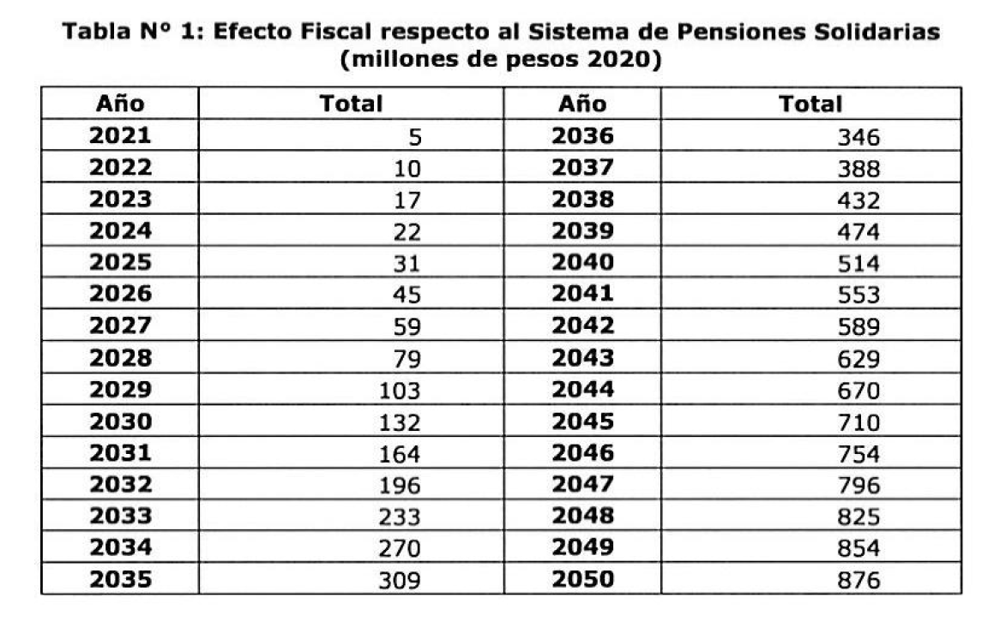 Tabla Nº 1: Efecto Fiscal respecto al Sistema de Pensiones Solidarias
(millones de pesos 2020)
Año Total Año Total
2021 5 2036 346
2022 10 2037 388
2023 17 2038 432
2024 22 2039 474
2025 31 2040 514
2026 45 2041 553
2027 59 2042 589
2028 79 2043 629
2029 103 2044 670
2030 132 2045 710
2031 164 2046 754
2032 196 2047 796
2033 233 2048 825
2034 270 2049 854
2035 309 2050 876